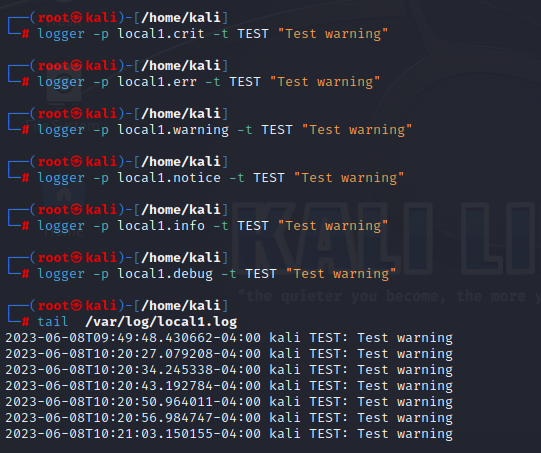 ┌──(root㉿kali)-[/home/kali]
└─# logger -p local1.crit -t TEST "Test warning"
┌──(root㉿kali)-[/home/kali]
└─# logger -p local1.err -t TEST "Test warning"
┌──(root㉿kali)-[/home/kali]
└─# logger -p local1.warning -t TEST "Test warning"
┌──(root㉿kali)-[/home/kali]
└─# logger -p local1.notice -t TEST "Test warning"
┌──(root㉿kali)-[/home/kali]
└─# logger -p local1.info -t TEST "Test warning"
KALI LI
┌──(root㉿kali)-[/home/kali]
└─# logger -p local1.debug -t TEST "Test warning"
"the quieter you become, the more
┌──(root㉿kali)-[/home/kali]
└─# tail  /var/log/local1.log
2023-06-08T09:49:48.430662-04:00 kali TEST: Test warning
2023-06-08T10:20:27.079208-04:00 kali TEST: Test warning
2023-06-08T10:20:34.245338-04:00 kali TEST: Test warning
2023-06-08T10:20:43.192784-04:00 kali TEST: Test warning
2023-06-08T10:20:50.964011-04:00 kali TEST: Test warning
2023-06-08T10:20:56.984747-04:00 kali TEST: Test warning
2023-06-08T10:21:03.150155-04:00 kali TEST: Test warning